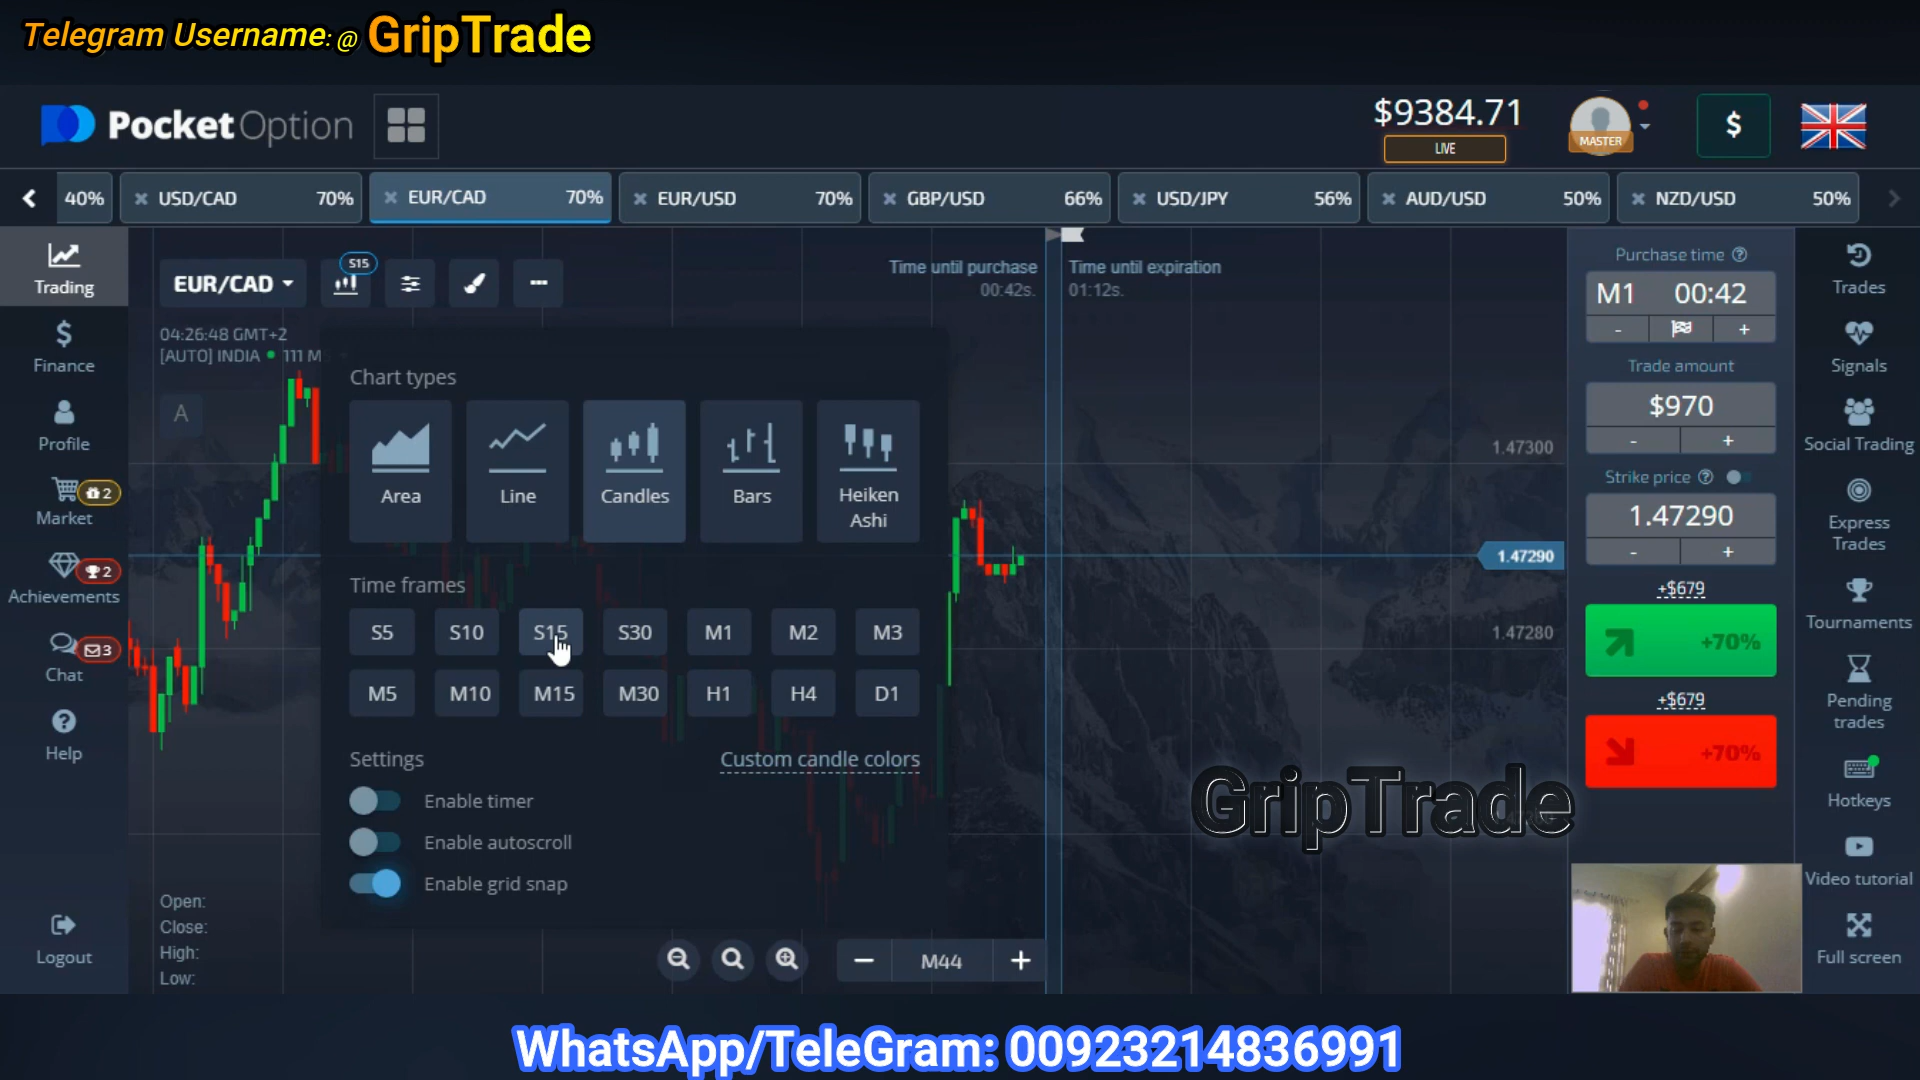 Telegram Username: @ GripTrade
PocketOption
$9384.71
LIVE
MASTER
$
40%
USD/CAD 70%
EUR/CAD 70%
EUR/USD 70%
GBP/USD 66%
USD/JPY 56%
AUD/USD 50%
NZD/USD 50%
Trading
Finance
Profile
Market 2
Achievements 2
Chat 3
Help
Logout
EUR/CAD
S15
04:26:48 GMT+2
[AUTO] INDIA 111 M
A
Time until purchase
00:42s.
Time until expiration
01:12s.
Chart types
Area
Line
Candles
Bars
Heiken
Ashi
Time frames
S5 S10 S15 S30 M1 M2 M3
M5 M10 M15 M30 H1 H4 D1
Settings
Custom candle colors
Enable timer
Enable autoscroll
Enable grid snap
Open:
Close:
High:
Low:
M44
1.47300
1.47290
1.47280
GripTrade
Purchase time
M1 00:42
- +
Trade amount
$970
- +
Strike price
1.47290
- +
+$679
+70%
+$679
+70%
Trades
Signals
Social Trading
Express
Trades
Tournaments
Pending
trades
Hotkeys
Video tutorial
Full screen
WhatsApp/TeleGram: 00923214836991